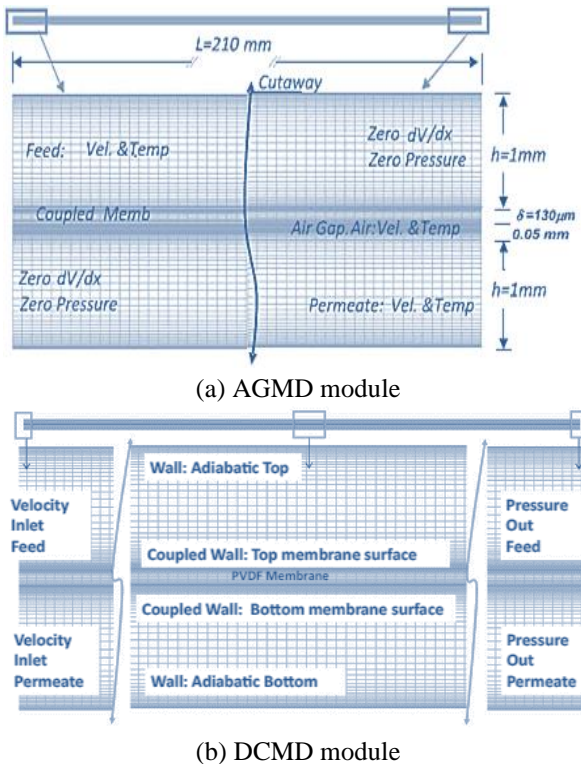 L=210 mm
Cutaway
Feed: Vel. &Temp
Zero dV/dx
Zero Pressure
h=1mm
Coupled Memb
δ=130μm
Air Gap.Air:Vel. &Temp
0.05 mm
Zero dV/dx
Zero Pressure
Permeate: Vel. &Temp
h=1mm
(a) AGMD module
Wall: Adiabatic Top
Velocity
Inlet
Feed
Pressure
Out
Feed
Coupled Wall: Top membrane surface
PVDF Membrane
Coupled Wall: Bottom membrane surface
Velocity
Inlet
Permeate
Pressure
Out
Permeate
Wall: Adiabatic Bottom
(b) DCMD module